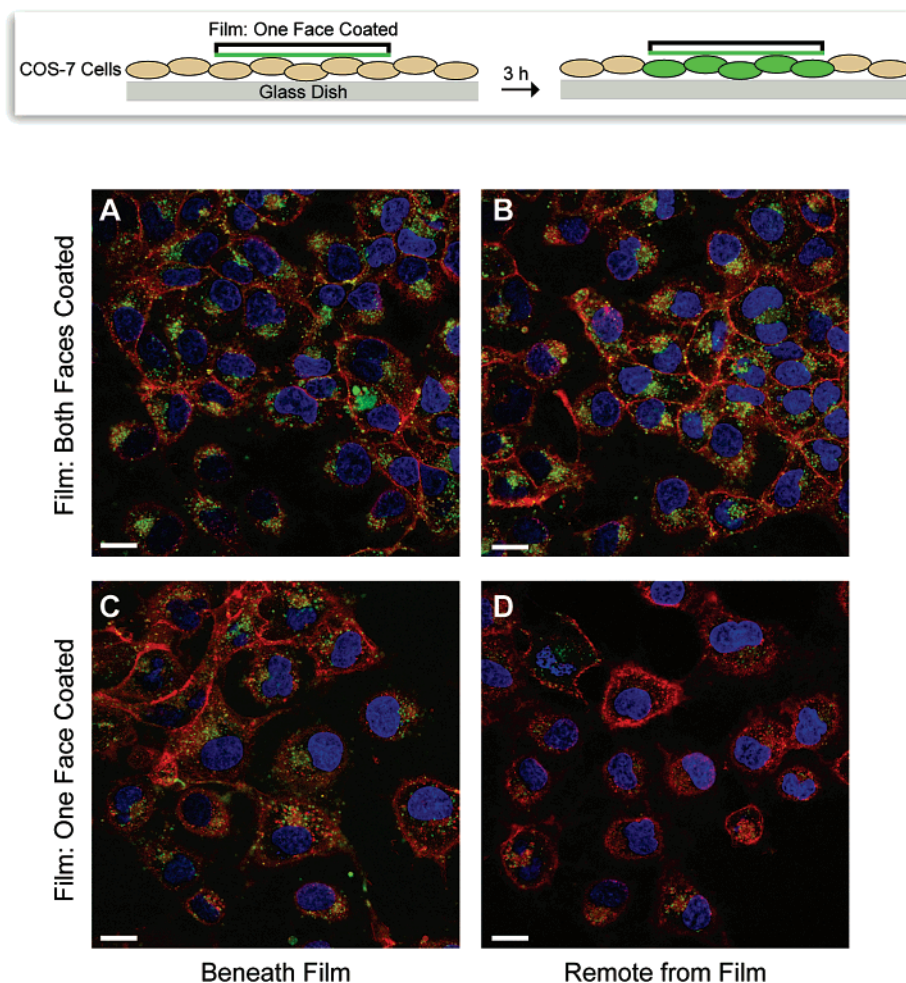 Film: One Face Coated
COS-7 Cells
Glass Dish
3 h
Film: Both Faces Coated
A
B
Film: One Face Coated
C
D
Beneath Film
Remote from Film